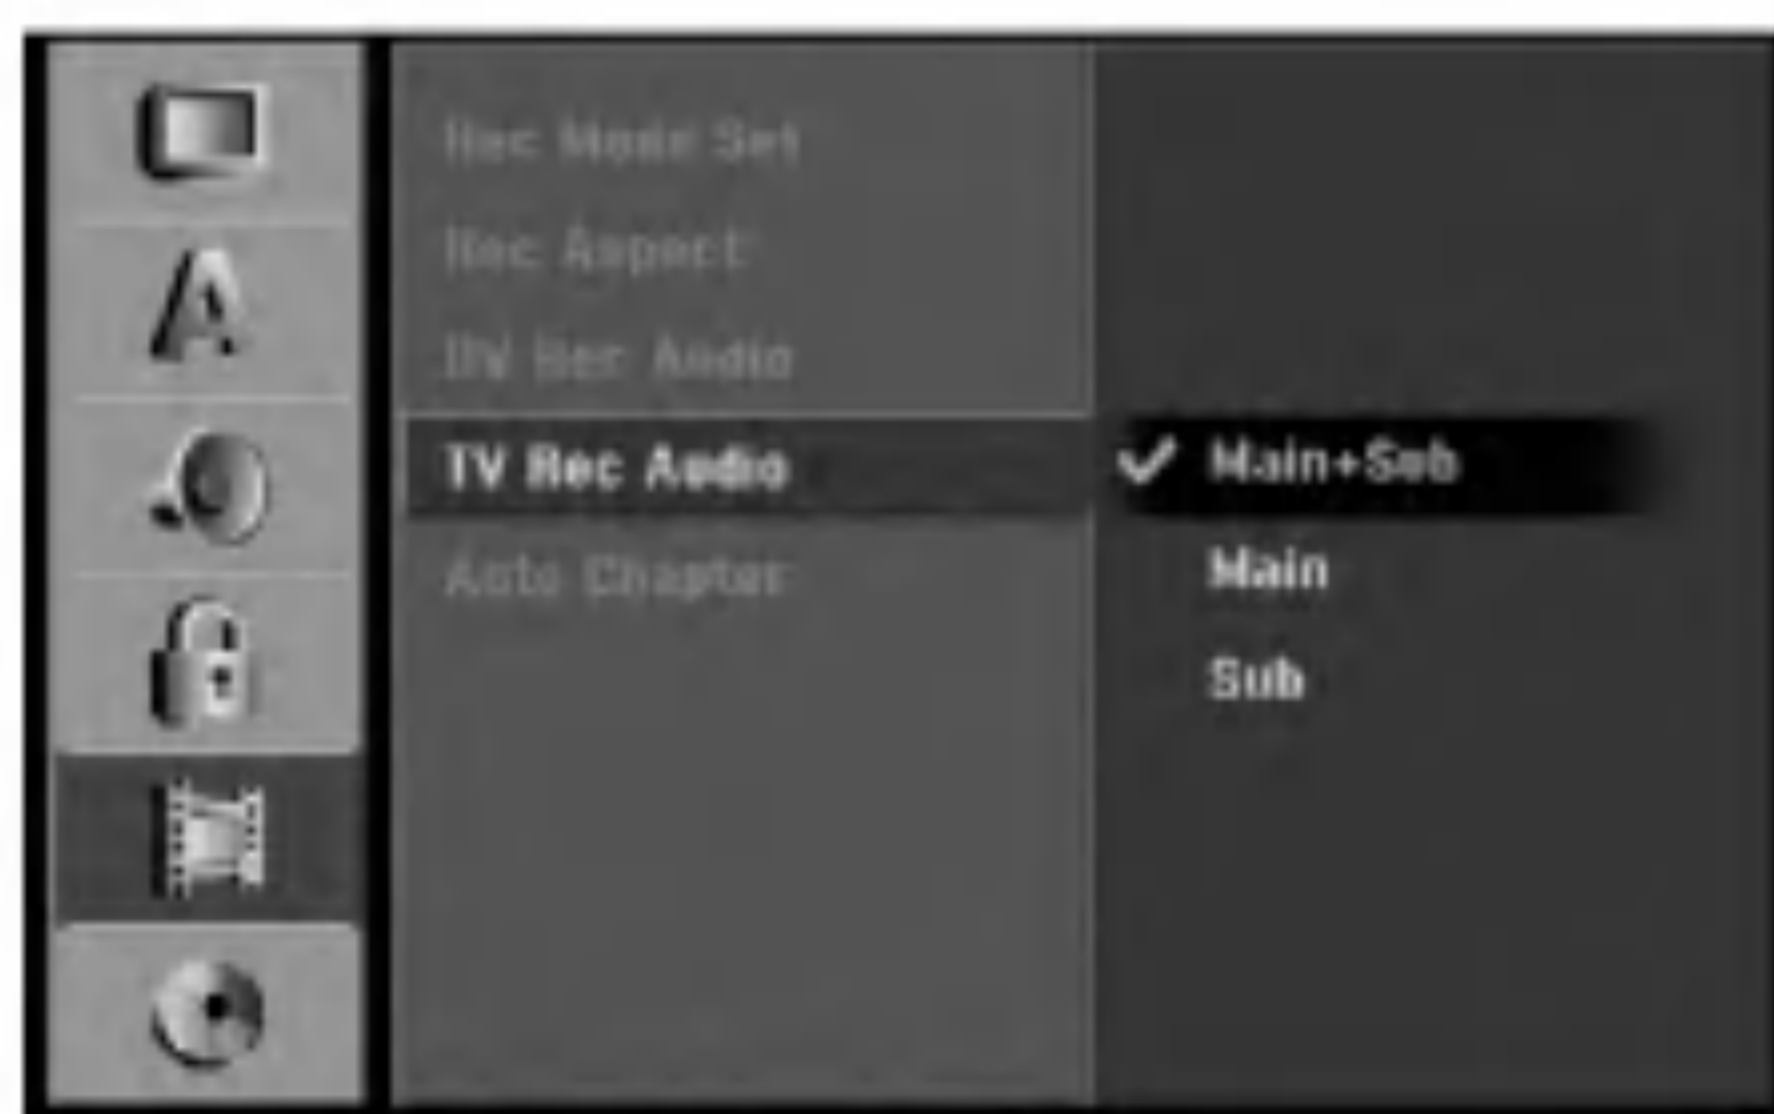 Rec Mode Set
Rec Aspect
DV Rec Audio
TV Rec Audio
Auto Chapter
Main+Sub
Main
Sub